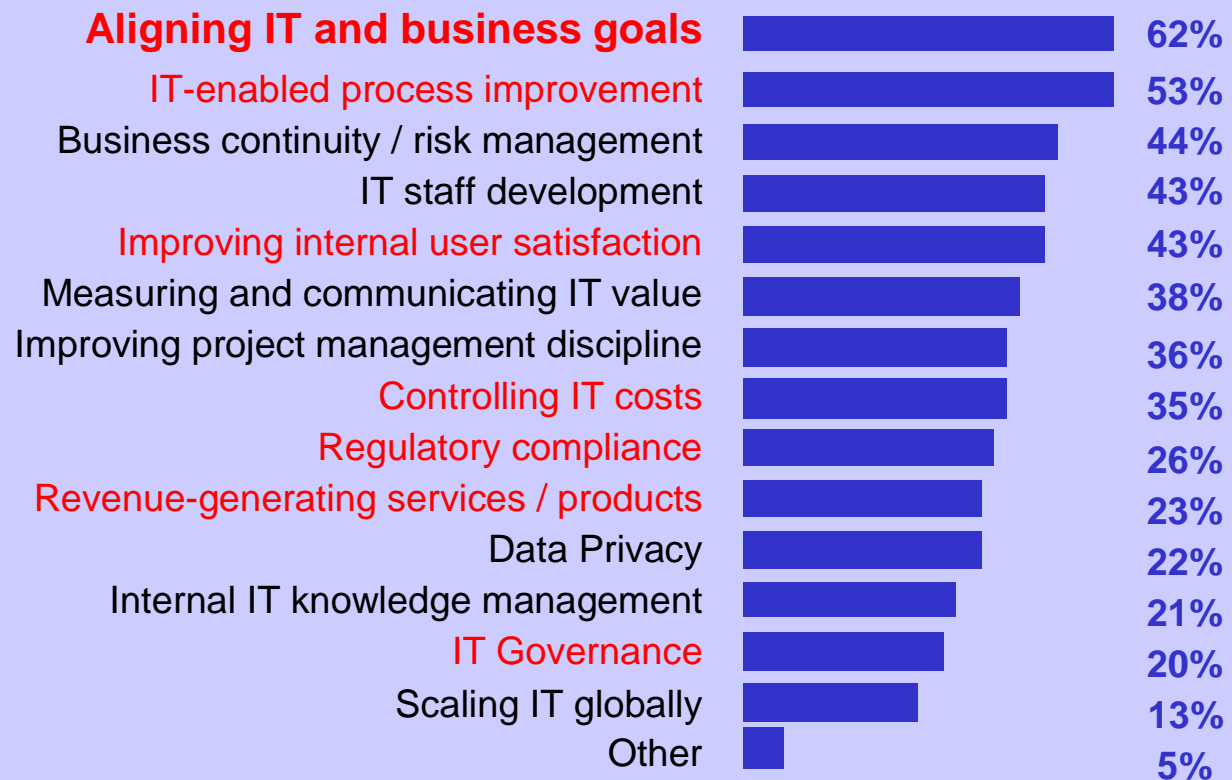 Aligning IT and business goals 62%
IT-enabled process improvement 53%
Business continuity / risk management 44%
IT staff development 43%
Improving internal user satisfaction 43%
Measuring and communicating IT value 38%
Improving project management discipline 36%
Controlling IT costs 35%
Regulatory compliance 26%
Revenue-generating services / products 23%
Data Privacy 22%
Internal IT knowledge management 21%
IT Governance 20%
Scaling IT globally 13%
Other 5%